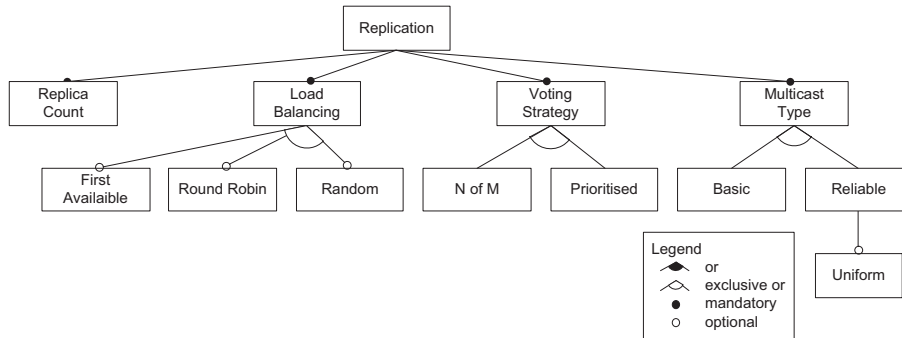 Replication
Replica
Count
Load
Balancing
Voting
Strategy
Multicast
Type
First
Availaible
Round Robin
Random
N of M
Prioritised
Basic
Reliable
Uniform
Legend
or
exclusive or
mandatory
optional